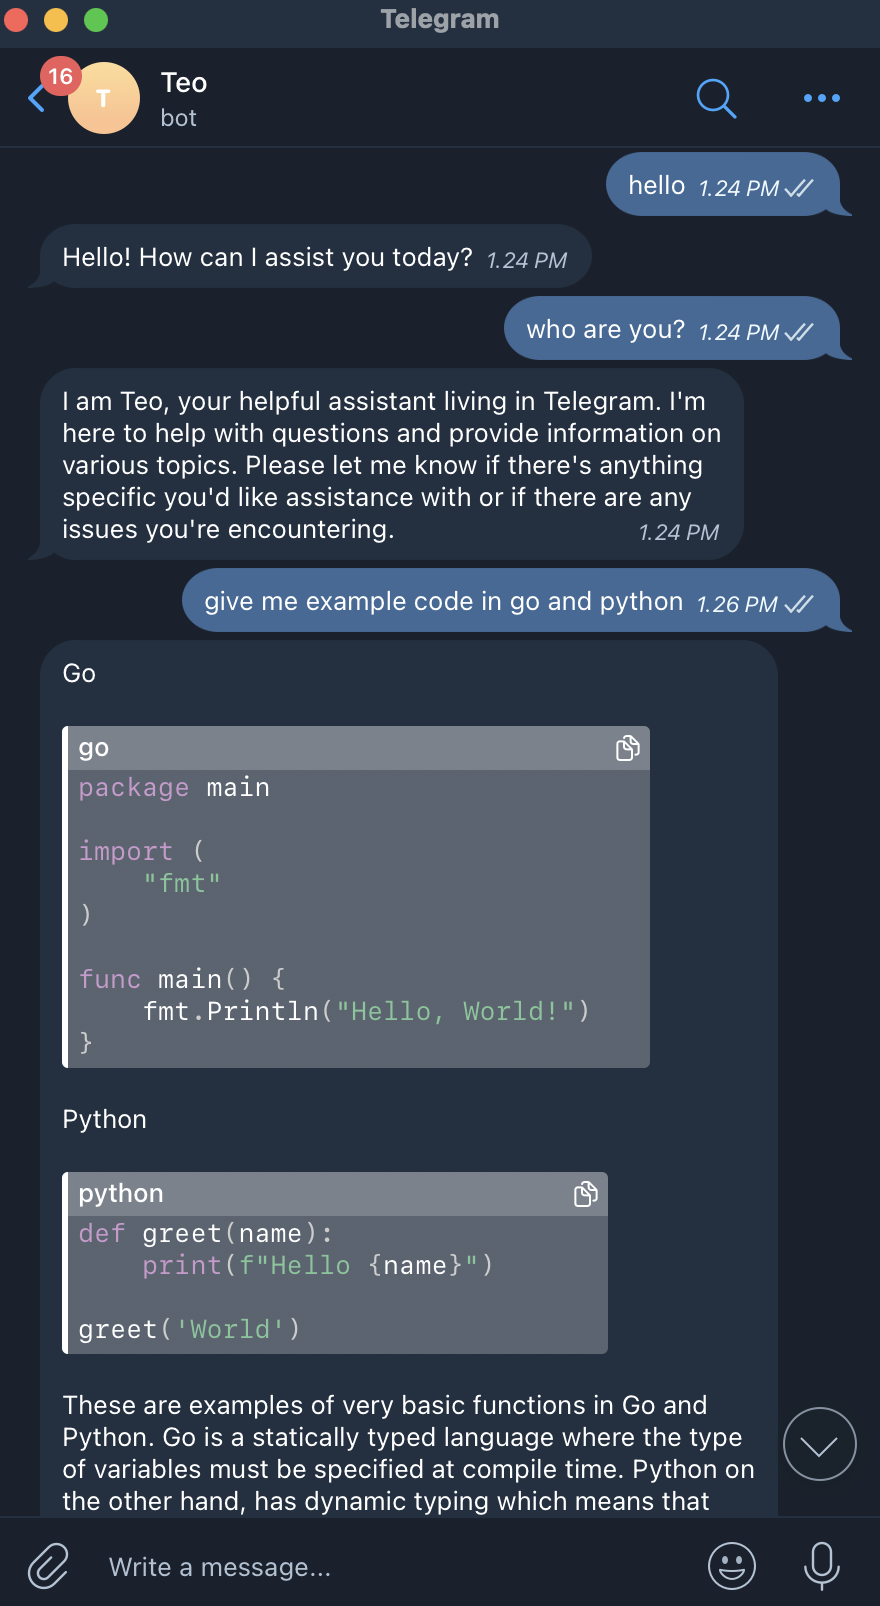 Telegram
16
T
Teo
bot
hello 1.24 PM
Hello! How can I assist you today? 1.24 PM
who are you? 1.24 PM
I am Teo, your helpful assistant living in Telegram. I'm
here to help with questions and provide information on
various topics. Please let me know if there's anything
specific you'd like assistance with or if there are any
issues you're encountering. 1.24 PM
give me example code in go and python 1.26 PM
Go
go
package main
import (
    "fmt"
)
func main() {
    fmt.Println("Hello, World!")
}
Python
python
def greet(name):
    print(f"Hello {name}")
greet('World')
These are examples of very basic functions in Go and
Python. Go is a statically typed language where the type
of variables must be specified at compile time. Python on
the other hand, has dynamic typing which means that
Write a message...